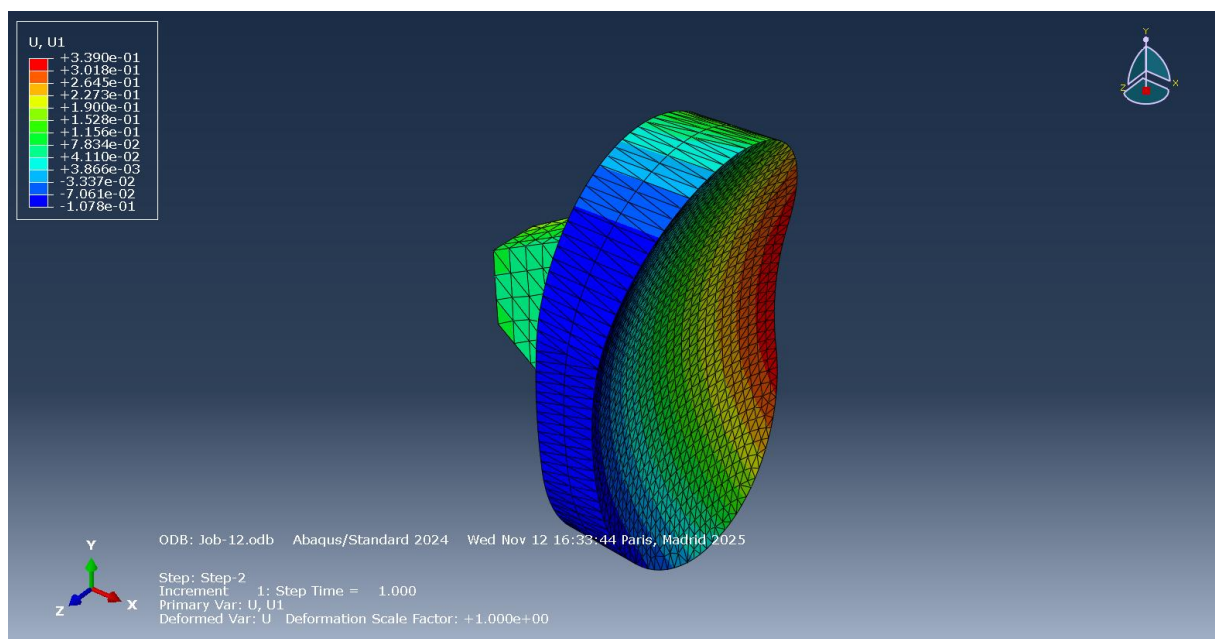 U, U1
+3.390e-01
+3.018e-01
+2.645e-01
+2.273e-01
+1.900e-01
+1.528e-01
+1.156e-01
+7.834e-02
+4.110e-02
+3.866e-03
-3.337e-02
-7.061e-02
-1.078e-01
Y
X
Z
ODB: Job-12.odb Abaqus/Standard 2024 Wed Nov 12 16:33:44 Paris, Madrid 2025
Y
Z
X
Step: Step-2
Increment 1: Step Time = 1.000
Primary Var: U, U1
Deformed Var: U Deformation Scale Factor: +1.000e+00